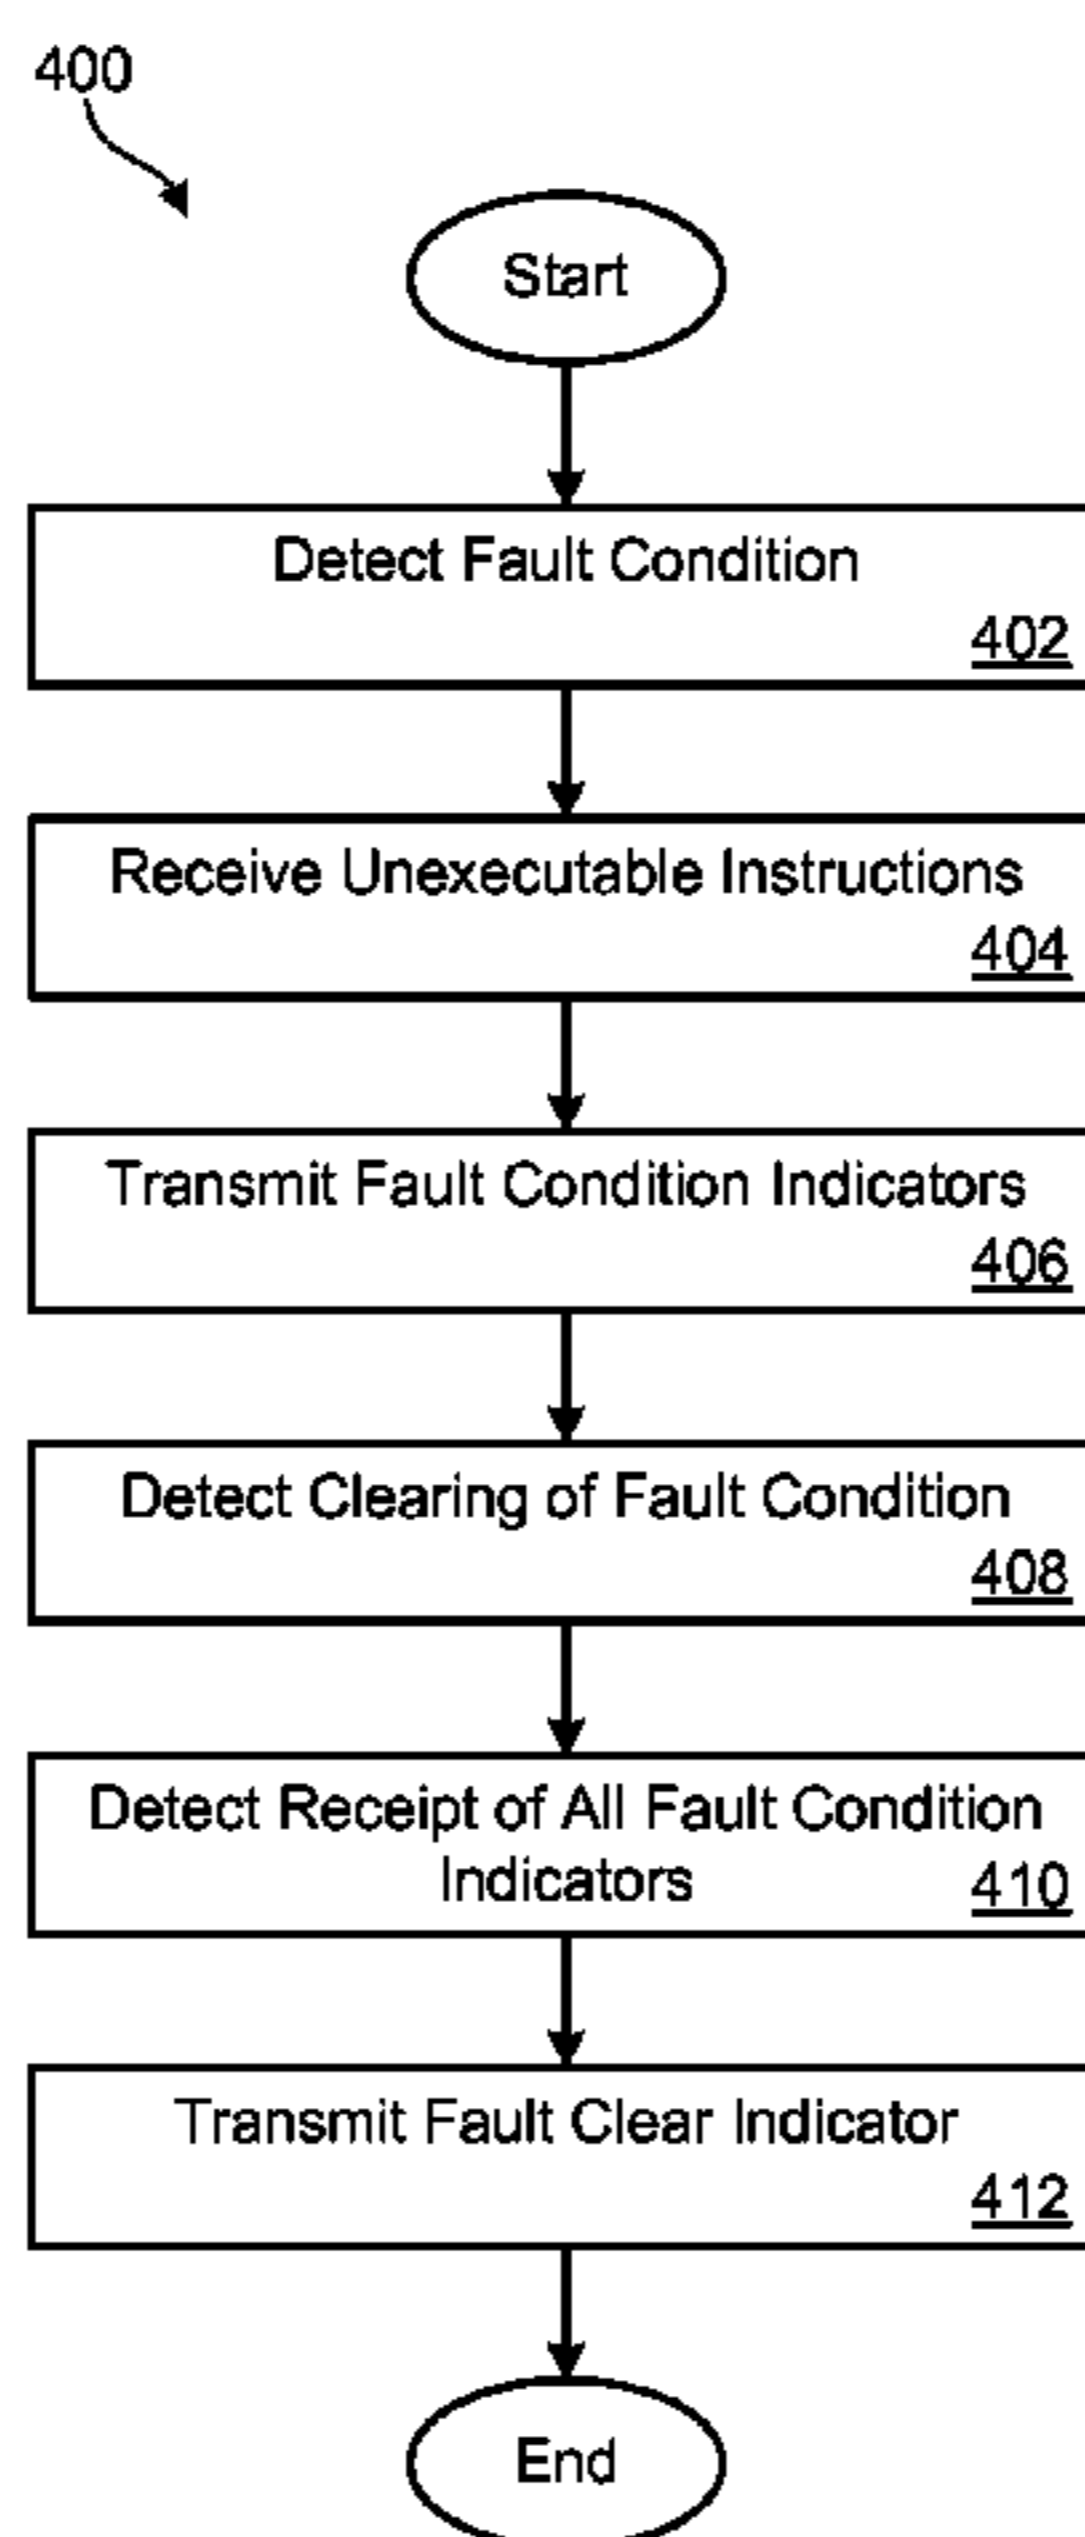 400
Start
Detect Fault Condition
402
Receive Unexecutable Instructions
404
Transmit Fault Condition Indicators
406
Detect Clearing of Fault Condition
408
Detect Receipt of All Fault Condition
Indicators
410
Transmit Fault Clear Indicator
412
End